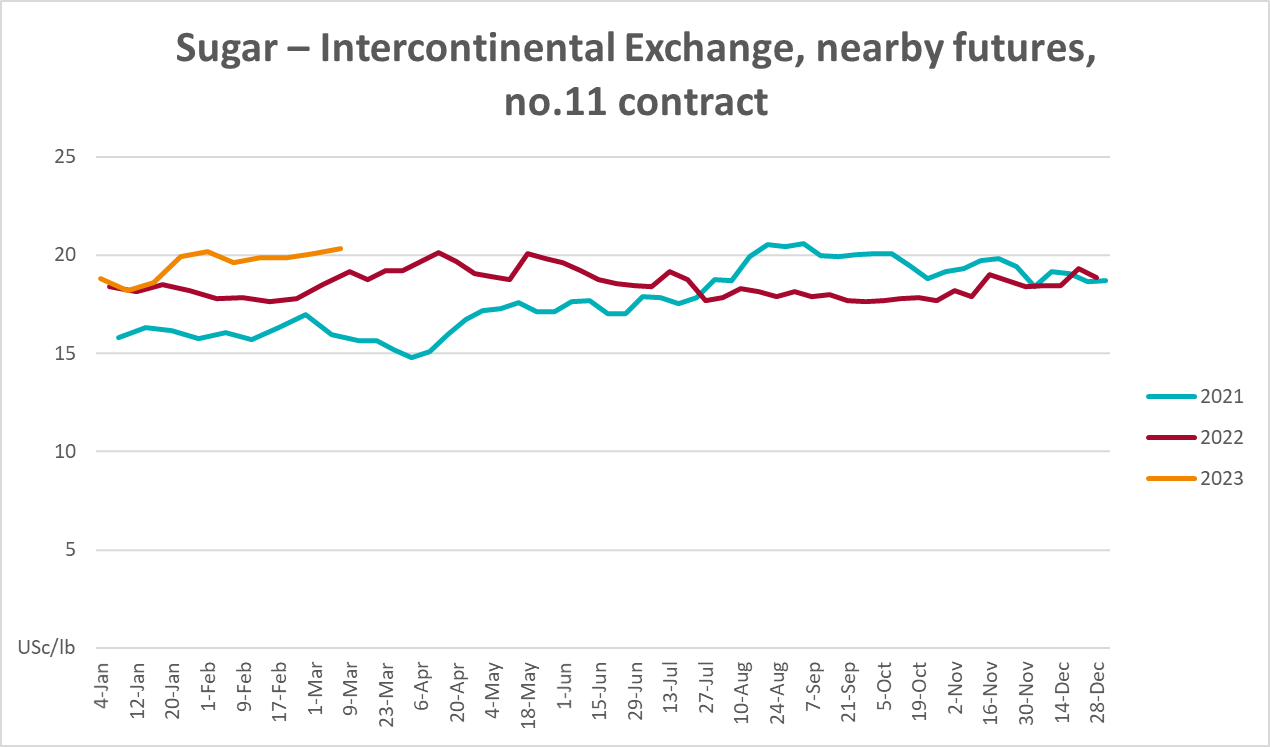 Sugar – Intercontinental Exchange, nearby futures,
no.11 contract
25
20
15
10
5
USc/lb
4-Jan
12-Jan
20-Jan
1-Feb
9-Feb
17-Feb
1-Mar
9-Mar
23-Mar
6-Apr
20-Apr
4-May
18-May
1-Jun
15-Jun
29-Jun
13-Jul
27-Jul
10-Aug
24-Aug
7-Sep
21-Sep
5-Oct
19-Oct
2-Nov
16-Nov
30-Nov
14-Dec
28-Dec
2021
2022
2023